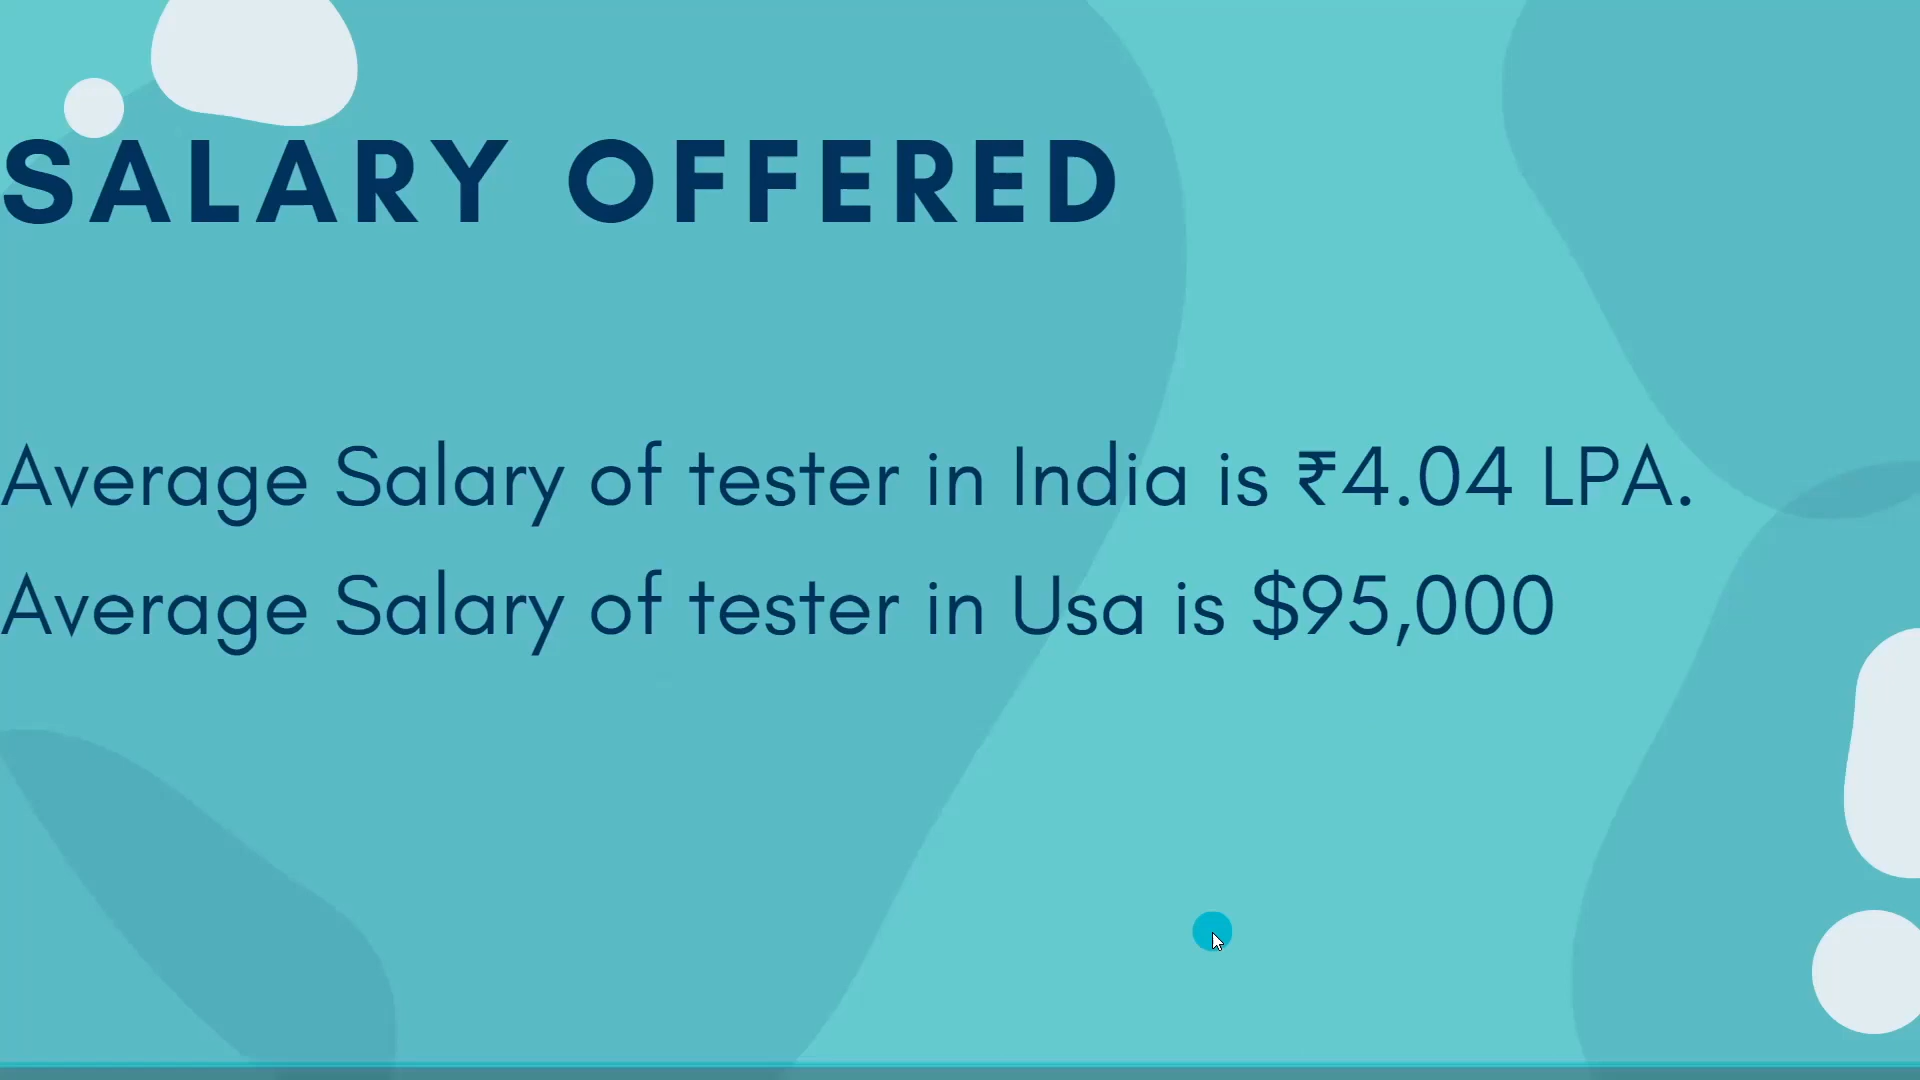 SALARY OFFERED
Average Salary of tester in India is ₹4.04 LPA.
Average Salary of tester in Usa is $95,000